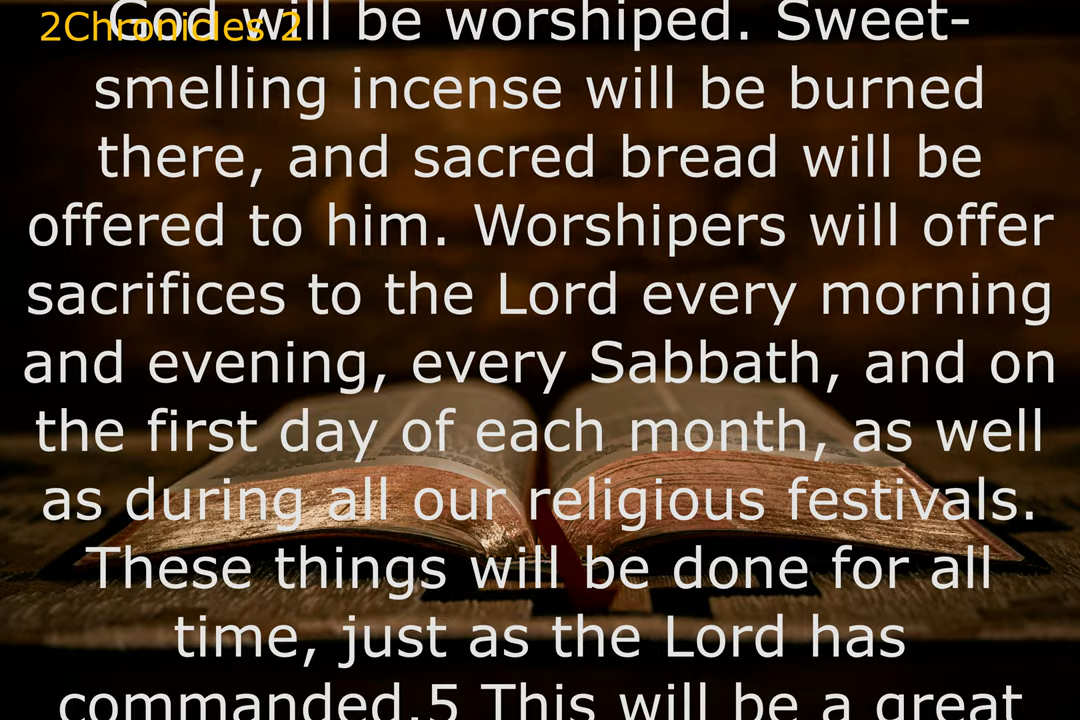 2Chronicles 2
God will be worshiped. Sweet-
smelling incense will be burned
there, and sacred bread will be
offered to him. Worshipers will offer
sacrifices to the Lord every morning
and evening, every Sabbath, and on
the first day of each month, as well
as during all our religious festivals.
These things will be done for all
time, just as the Lord has
commanded.5 This will be a great